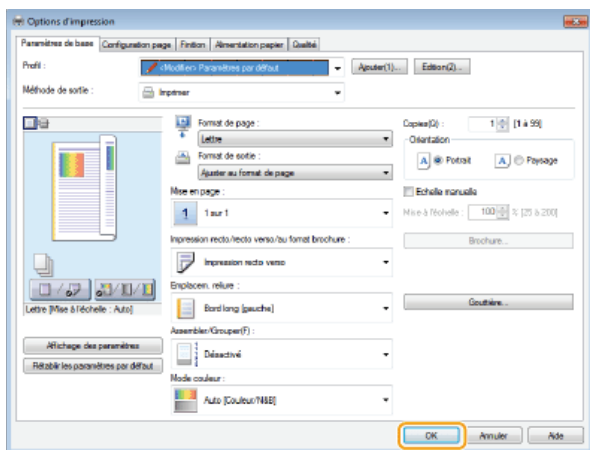 Options d'impression
Paramètres de base Configuration page Finition Alimentation papier Qualité
Profil : <Modifier> Paramètres par défaut Ajouter(1)... Edition(2)...
Méthode de sortie : Imprimer
Format de page : Copies(Q) : 1 [1 à 99]
Lettre
Orientation
Format de sortie : A Portrait A Paysage
Ajuster au format de page
Mise en page : Echelle manuelle
1 1 sur 1 Mise à l'échelle : 100 % [25 à 200]
Impression recto/recto verso/au format brochure : Brochure...
Impression recto verso
Emplacem. reliure :
Lettre [Mise à l'échelle : Auto] Bord long [gauche] Gouttière...
Assembler/Grouper(F) :
Affichage des paramètres Désactivé
Rétablir les paramètres par défaut
Mode couleur :
Auto [Couleur/N&B]
OK Annuler Aide